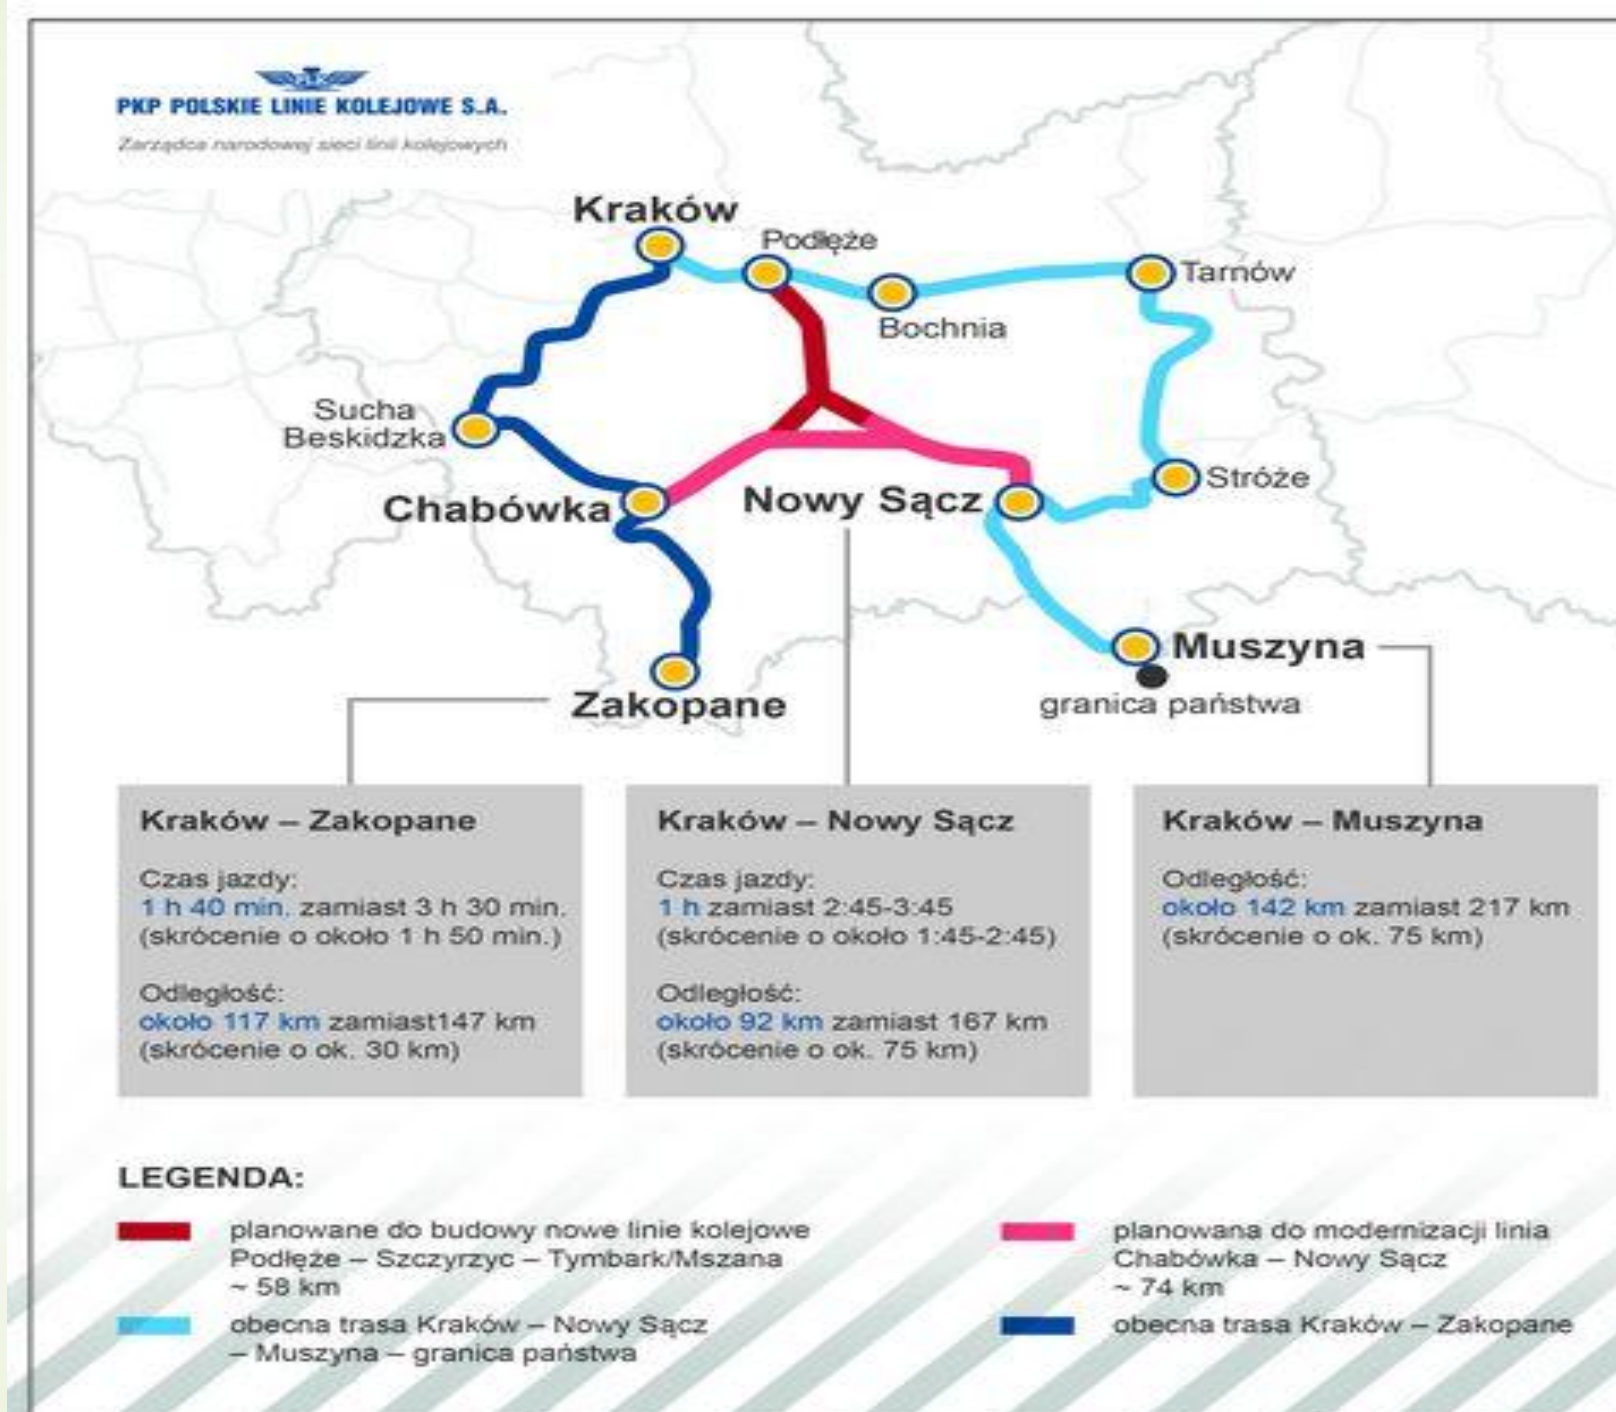 PLK
PKP POLSKIE LINIE KOLEJOWE S.A.
Zarządca narodowej sieci linii kolejowych
Kraków
Podłęże
Tarnów
Bochnia
Sucha
Beskidzka
Chabówka
Nowy Sącz
Stróże
Muszyna
Zakopane
granica państwa
Kraków – Zakopane
Czas jazdy:
1 h 40 min. zamiast 3 h 30 min.
(skrócenie o około 1 h 50 min.)
Odległość:
około 117 km zamiast147 km
(skrócenie o ok. 30 km)
Kraków – Nowy Sącz
Czas jazdy:
1 h zamiast 2:45-3:45
(skrócenie o około 1:45-2:45)
Odległość:
około 92 km zamiast 167 km
(skrócenie o ok. 75 km)
Kraków – Muszyna
Odległość:
około 142 km zamiast 217 km
(skrócenie o ok. 75 km)
LEGENDA:
planowane do budowy nowe linie kolejowe
Podłęże – Szczyrzyc – Tymbark/Mszana
~ 58 km
obecna trasa Kraków – Nowy Sącz
– Muszyna – granica państwa
planowana do modernizacji linia
Chabówka – Nowy Sącz
~ 74 km
obecna trasa Kraków – Zakopane